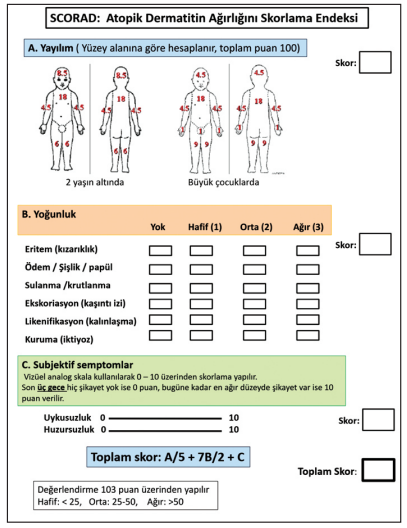 SCORAD: Atopik Dermatitin Ağırlığını Skorlama Endeksi
A. Yayılım ( Yüzey alanına göre hesaplanır, toplam puan 100)
Skor:
8.5 8.5 4.5 4.5
18 18 18 18
4.5 4.5 4.5 4.5 4.5 4.5 4.5 4.5
1 1 1
6 6 6 6 9 9 9 9
2 yaşın altında Büyük çocuklarda
B. Yoğunluk
Yok Hafif (1) Orta (2) Ağır (3)
Skor:
Eritem (kızarıklık)
Ödem / Şişlik / papül
Sulanma /krutlanma
Ekskoriasyon (kaşıntı izi)
Likenifikasyon (kalınlaşma)
Kuruma (iktiyoz)
C. Subjektif semptomlar
Vizüel analog skala kullanılarak 0 – 10 üzerinden skorlama yapılır.
Son üç gece hiç şikayet yok ise 0 puan, bugüne kadar en ağır düzeyde şikayet var ise 10
puan verilir.
Uykusuzluk 0 10
Huzursuzluk 0 10
Skor:
Toplam skor: A/5 + 7B/2 + C
Toplam Skor:
Değerlendirme 103 puan üzerinden yapılır
Hafif: < 25, Orta: 25-50, Ağır: >50